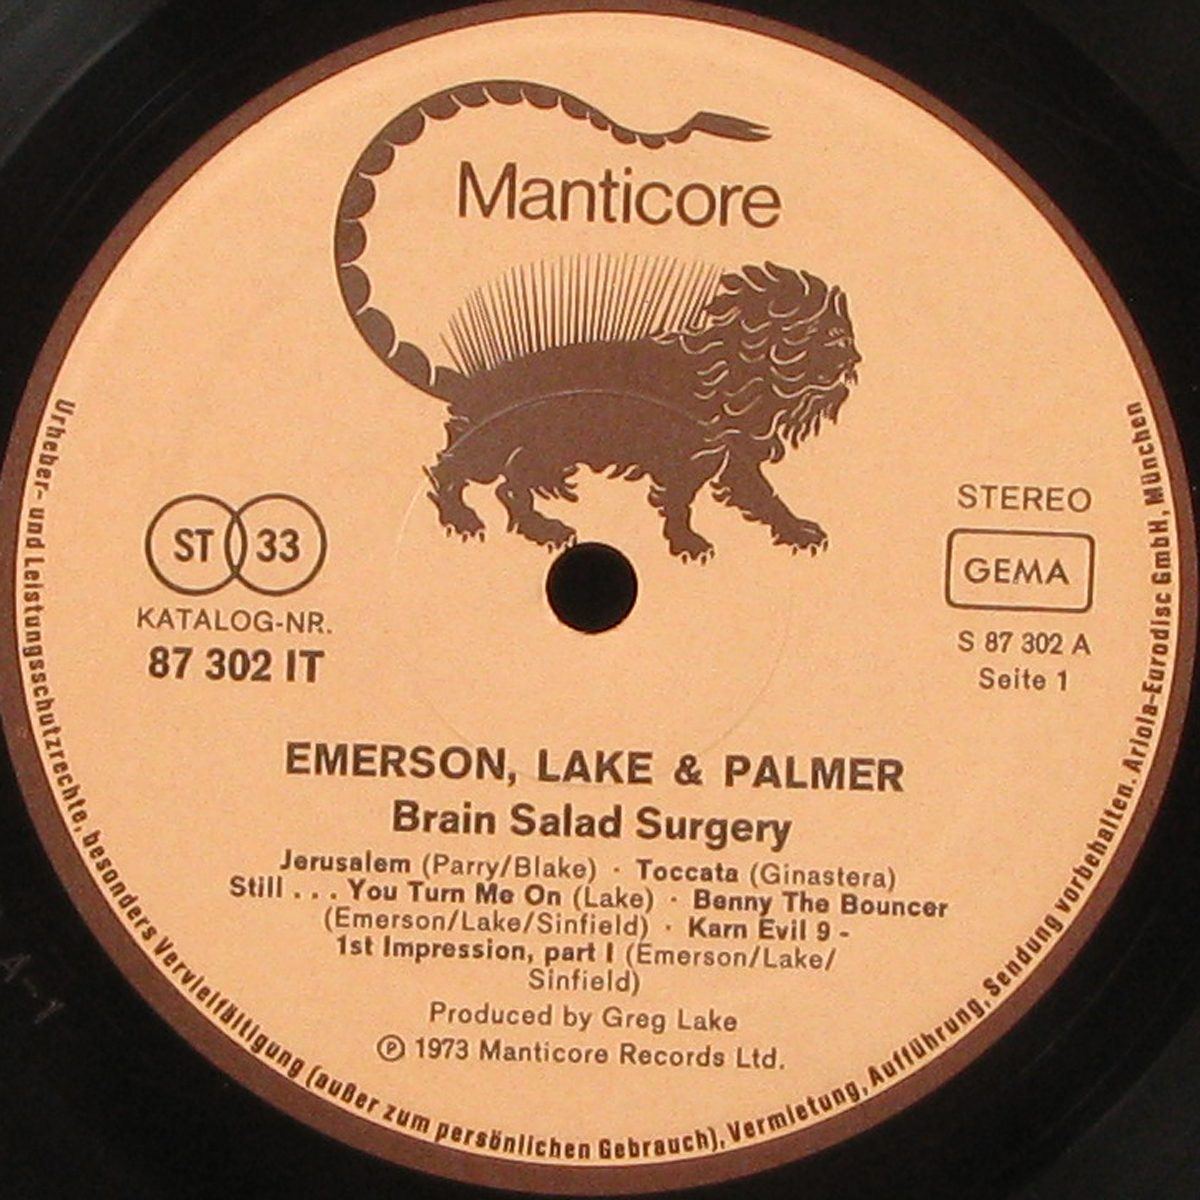 Manticore
ST 33
KATALOG-NR.
87 302 IT
STEREO
GEMA
S 87 302 A
Seite 1
EMERSON, LAKE & PALMER
Brain Salad Surgery
Jerusalem (Parry/Blake) · Toccata (Ginastera)
Still . . . You Turn Me On (Lake) · Benny The Bouncer
(Emerson/Lake/Sinfield) · Karn Evil 9 -
1st Impression, part I (Emerson/Lake/
Sinfield)
Produced by Greg Lake
Ⓟ 1973 Manticore Records Ltd.
Urheber- und Leistungsschutzrechte, besonders Vervielfältigung (außer zum persönlichen Gebrauch), Vermietung, Aufführung, Sendung vorbehalten. Ariola-Eurodisc GmbH, München
A-1